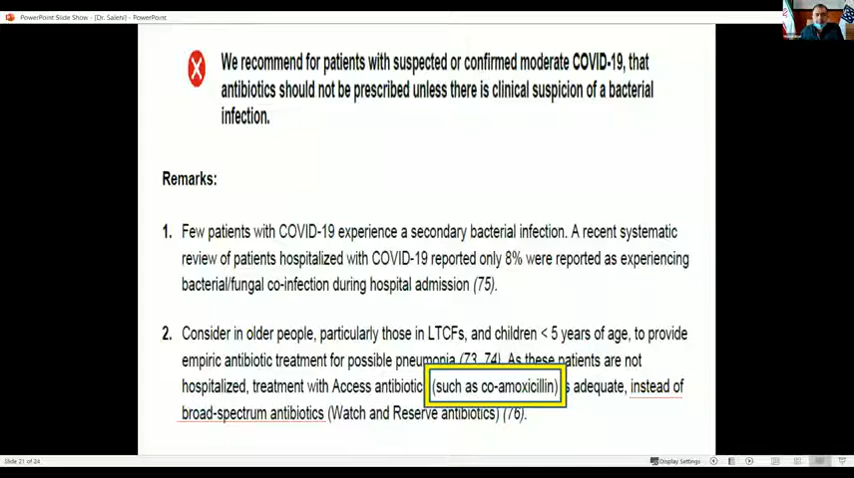 PowerPoint Slide Show - [Dr. Salehi] - PowerPoint
We recommend for patients with suspected or confirmed moderate COVID-19, that
antibiotics should not be prescribed unless there is clinical suspicion of a bacterial
infection.
Remarks:
1. Few patients with COVID-19 experience a secondary bacterial infection. A recent systematic
review of patients hospitalized with COVID-19 reported only 8% were reported as experiencing
bacterial/fungal co-infection during hospital admission (75).
2. Consider in older people, particularly those in LTCFs, and children < 5 years of age, to provide
empiric antibiotic treatment for possible pneumonia (73, 74). As these patients are not
hospitalized, treatment with Access antibiotic (such as co-amoxicillin) s adequate, instead of
broad-spectrum antibiotics (Watch and Reserve antibiotics) (76).
Slide 21 of 24
Display Settings